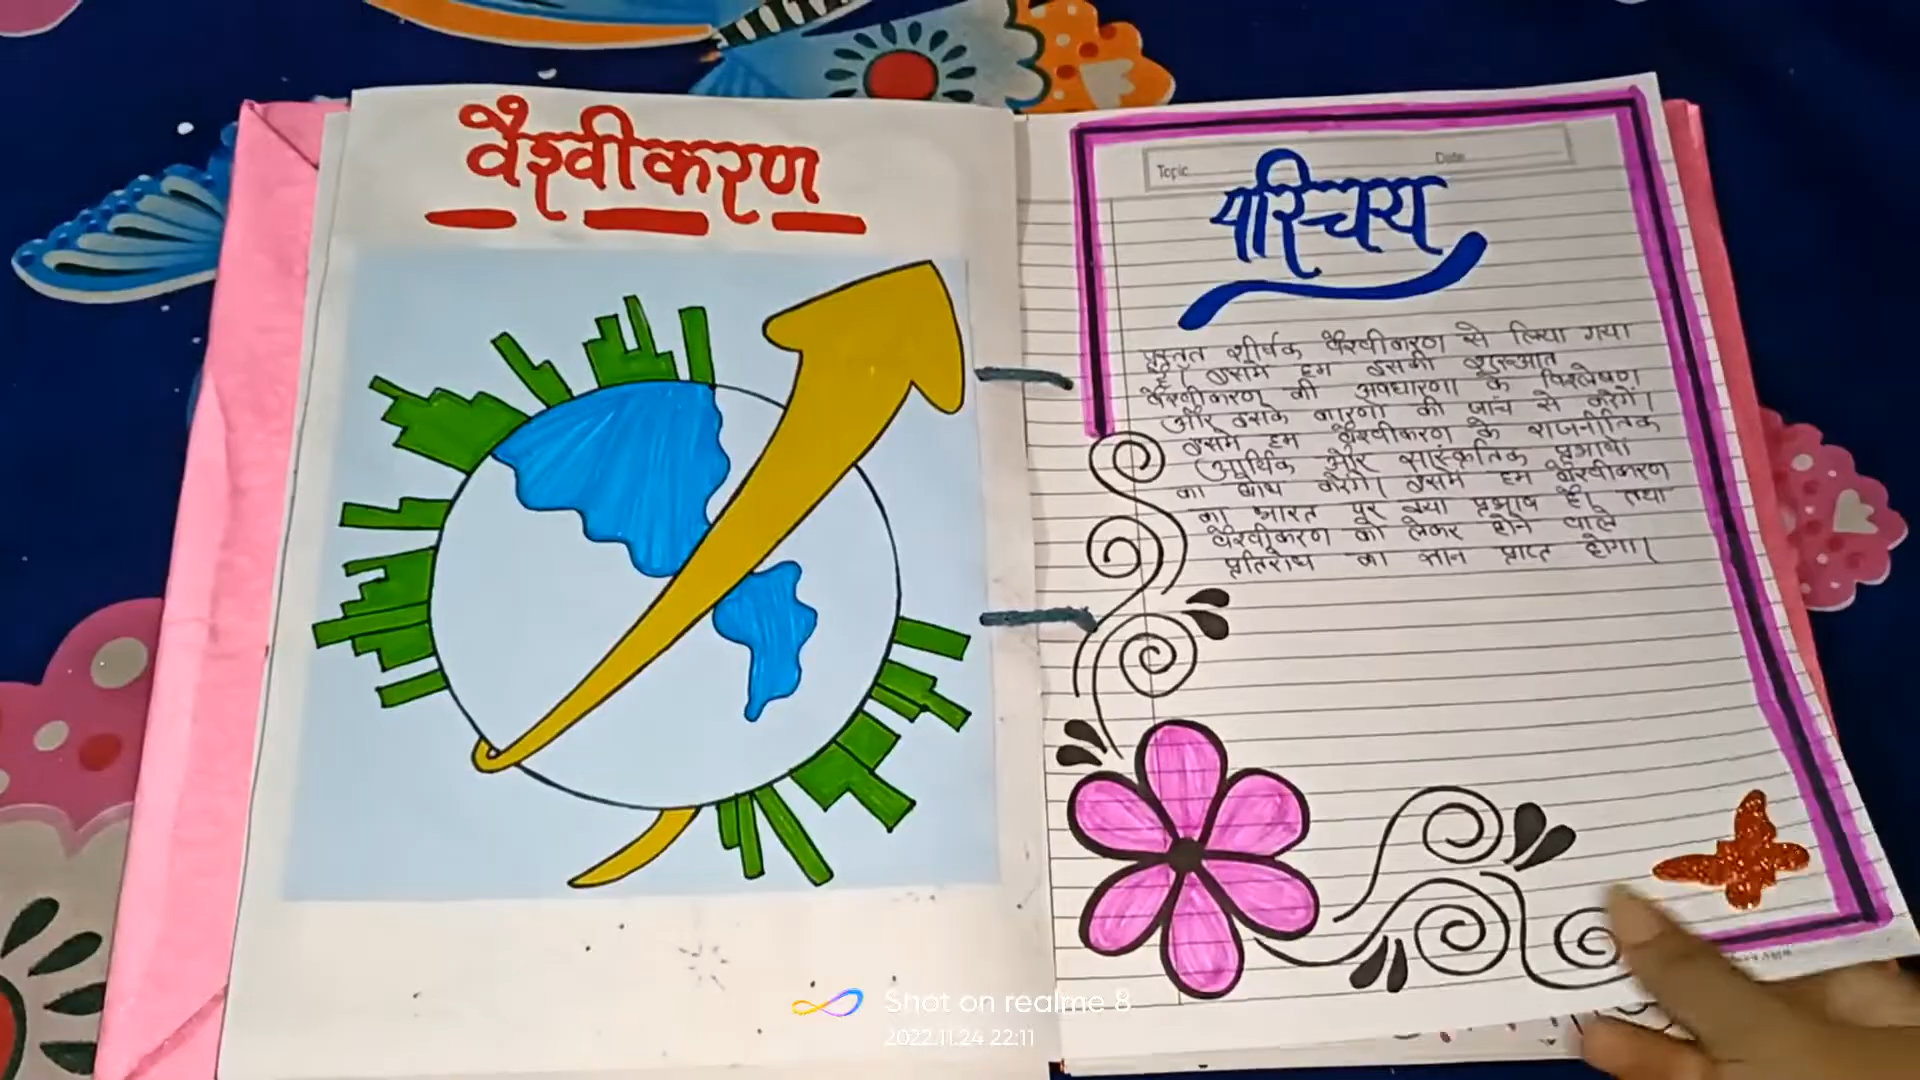 वैश्वीकरण
Topic
Date
परिचय
प्रस्तुत शीर्षक वैश्वीकरण से लिया गया
है। इसमें हम इसकी शुरुआत
वैश्वीकरण की अवधारणा के विश्लेषण
और इसके कारणों की जांच से करेंगे।
इसमें हम वैश्वीकरण के राजनीतिक
आर्थिक और सांस्कृतिक प्रभावों
का बोध करेंगे। इसमें हम वैश्वीकरण
का भारत पर क्या प्रभाव है। तथा
वैश्वीकरण को लेकर होने वाले
प्रतिरोध का ज्ञान प्राप्त होगा।
Shot on realme 8
2022.11.24 22:11